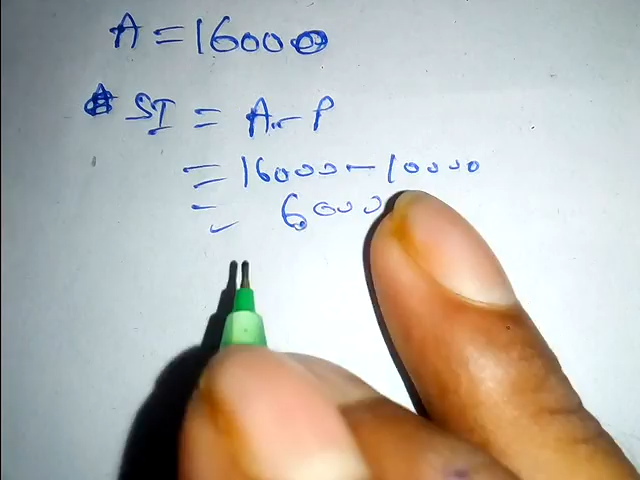 A = 16000
SI = A - P
= 16000 - 10000
= 6000